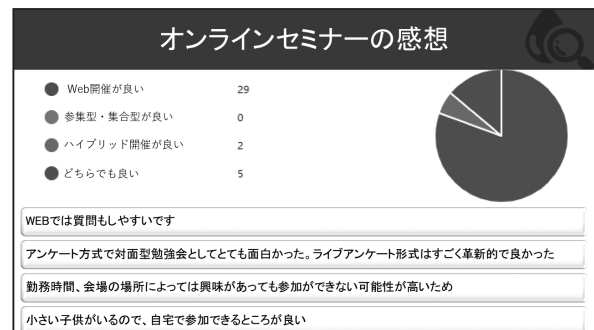 オンラインセミナーの感想
Web開催が良い 29
参集型・集合型が良い 0
ハイブリッド開催が良い 2
どちらでも良い 5
WEBでは質問もしやすいです
アンケート方式で対面型勉強会としてとても面白かった。ライブアンケート形式はすごく革新的で良かった
勤務時間、会場の場所によっては興味があっても参加ができない可能性が高いため
小さい子供がいるので、自宅で参加できるところが良い